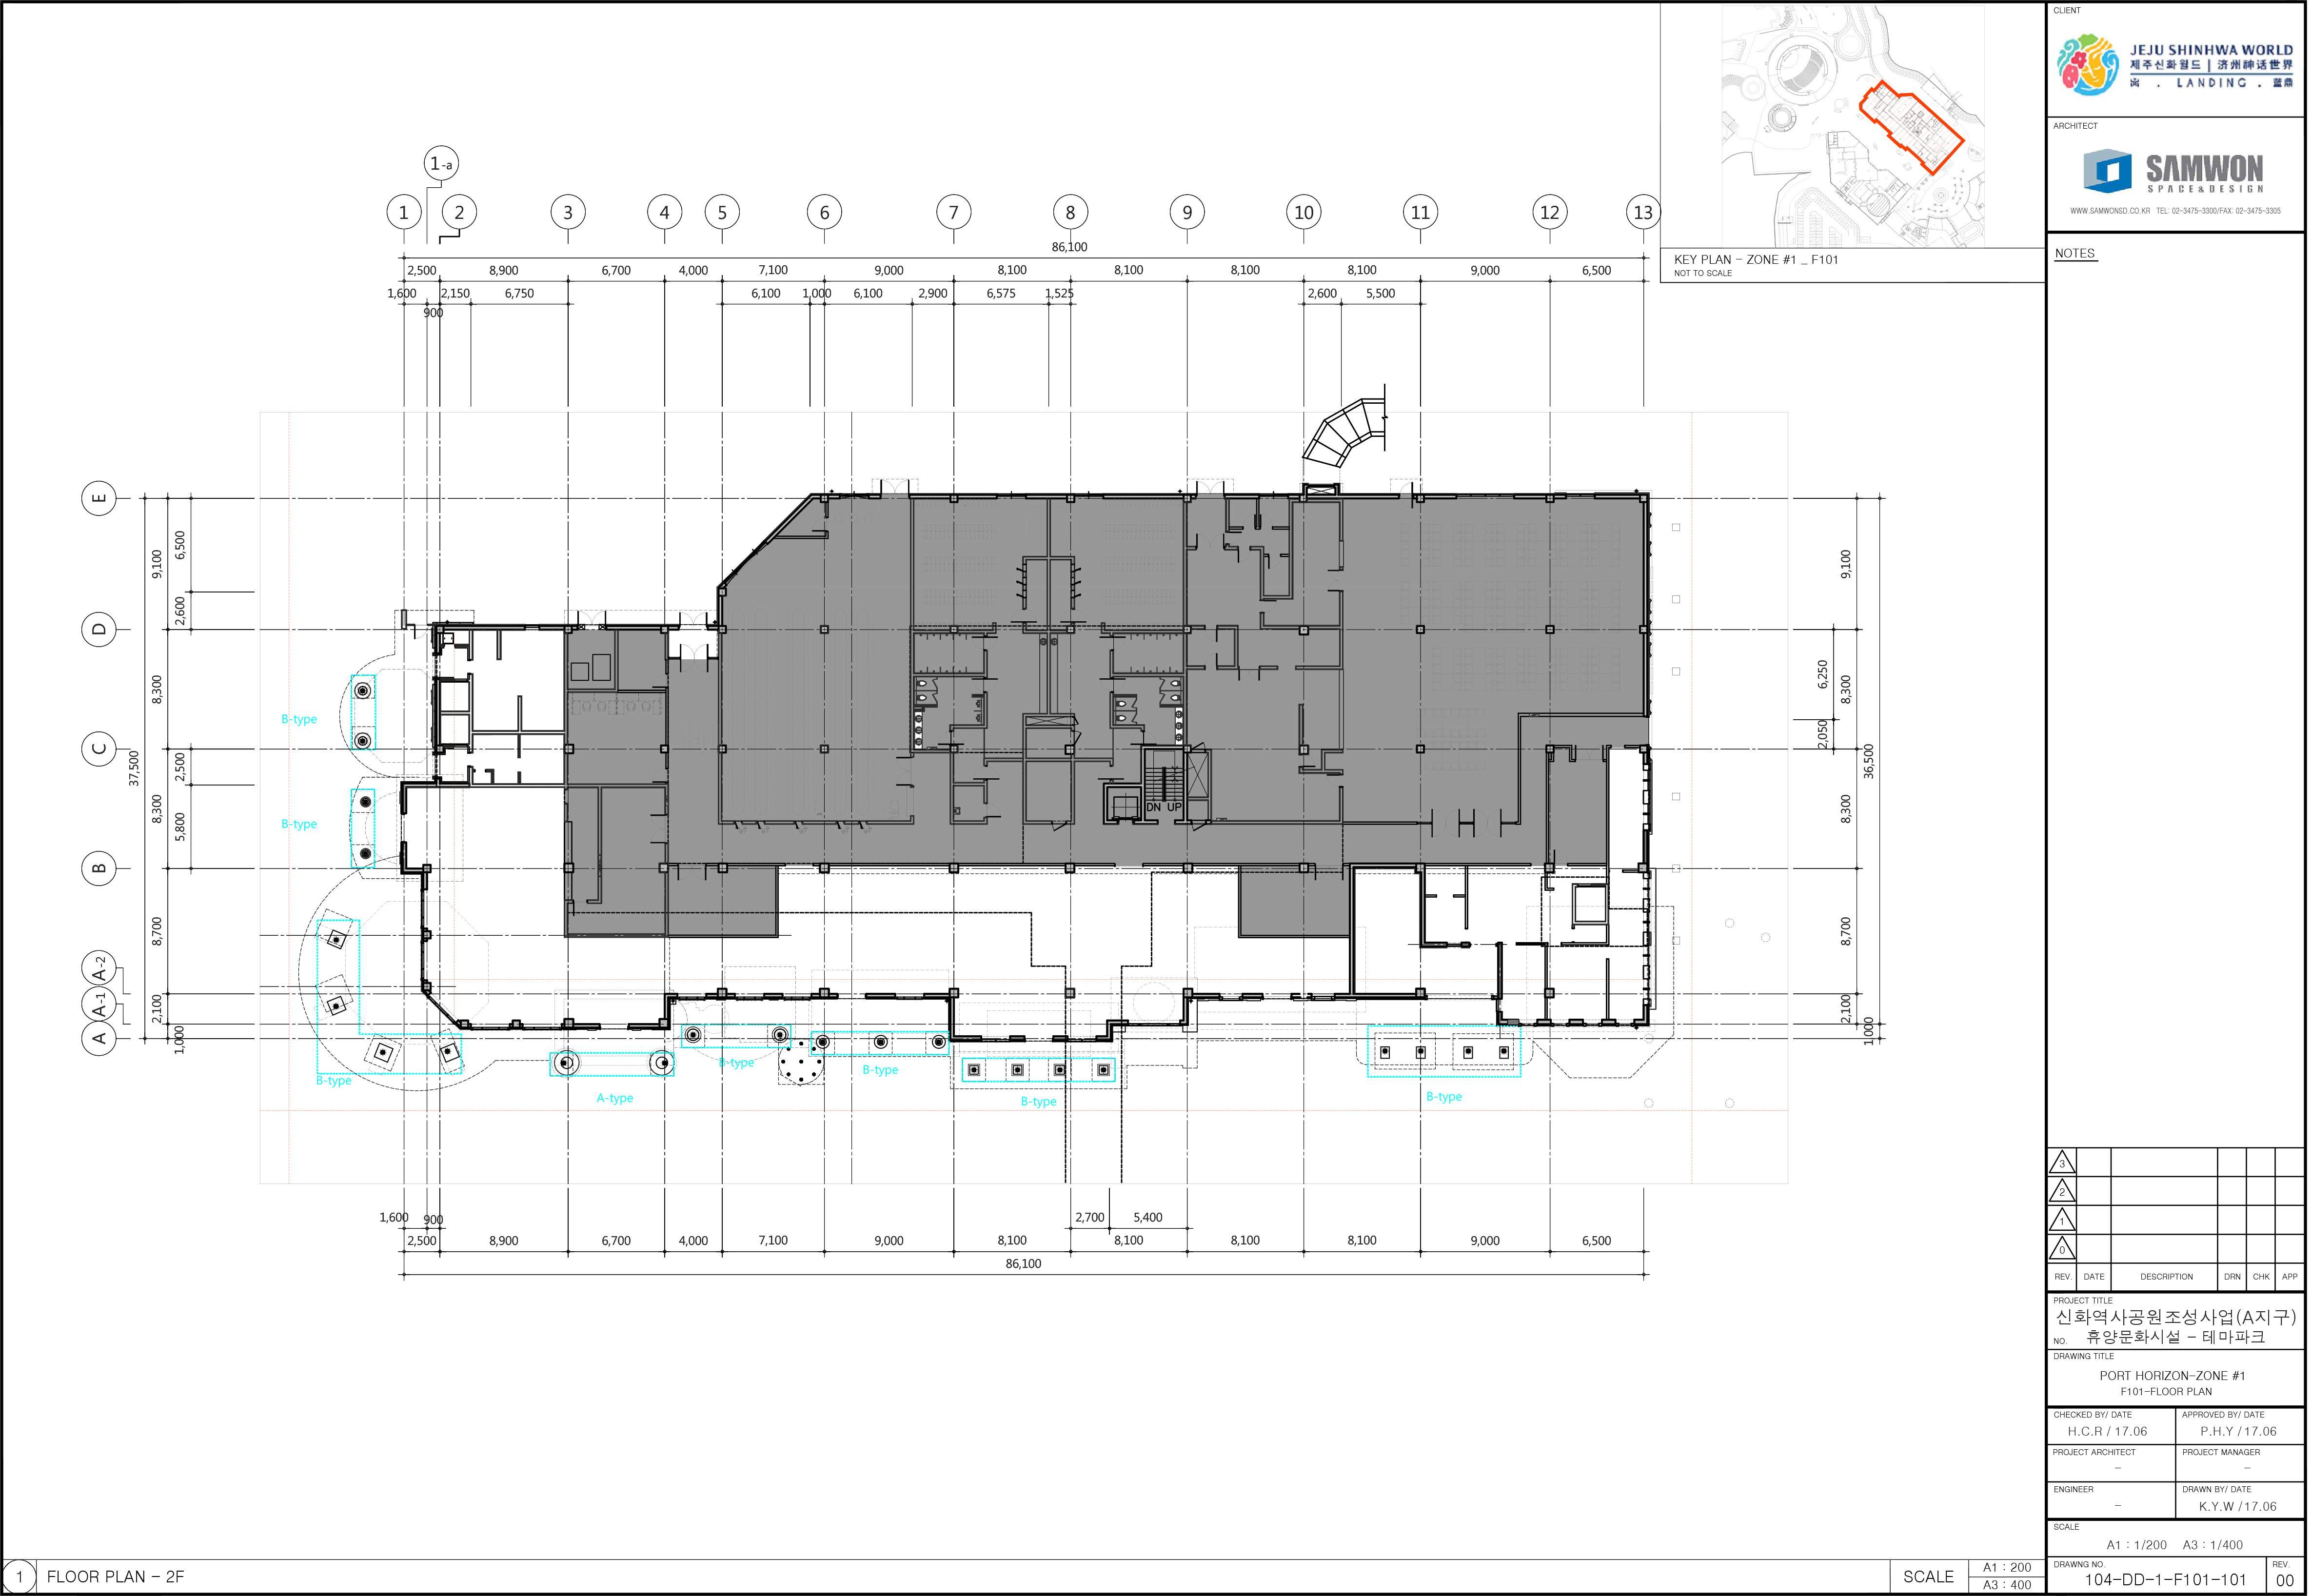 CLIENT
JEJU SHINHWA WORLD
제주신화월드 | 济州神话世界
LANDING . 蓝鼎
ARCHITECT
SAMWON
SPACE & DESIGN
WWW.SAMWONSD.CO.KR TEL: 02-3475-3300/FAX: 02-3475-3305
NOTES
KEY PLAN - ZONE #1 _ F101
NOT TO SCALE
1-a
1 2 3 4 5 6 7 8 9 10 11 12 13
86,100
2,500 8,900 6,700 4,000 7,100 9,000 8,100 8,100 8,100 8,100 9,000 6,500
1,600 2,150 6,750 6,100 1,000 6,100 2,900 6,575 1,525 2,600 5,500
900
E
D
C
B
A-2
A-1
A
37,500
9,100
8,300
8,300
8,700
2,100
6,500
2,600
2,500
5,800
1,000
9,100
8,300
8,300
8,700
2,100
6,250
2,050
36,500
1,000
DN UP
B-type
B-type
B-type
A-type
B-type
B-type
B-type
B-type
1,600 900 2,700 5,400
2,500 8,900 6,700 4,000 7,100 9,000 8,100 8,100 8,100 8,100 9,000 6,500
86,100
3
2
1
0
REV. DATE DESCRIPTION DRN CHK APP
PROJECT TITLE
신화역사공원조성사업(A지구)
NO. 휴양문화시설 - 테마파크
DRAWING TITLE
PORT HORIZON-ZONE #1
F101-FLOOR PLAN
CHECKED BY/ DATE APPROVED BY/ DATE
H.C.R / 17.06 P.H.Y / 17.06
PROJECT ARCHITECT PROJECT MANAGER
- -
ENGINEER DRAWN BY/ DATE
- K.Y.W / 17.06
SCALE
A1 : 1/200 A3 : 1/400
DRAWNG NO. REV.
104-DD-1-F101-101 00
1 FLOOR PLAN - 2F
SCALE A1 : 200
A3 : 400